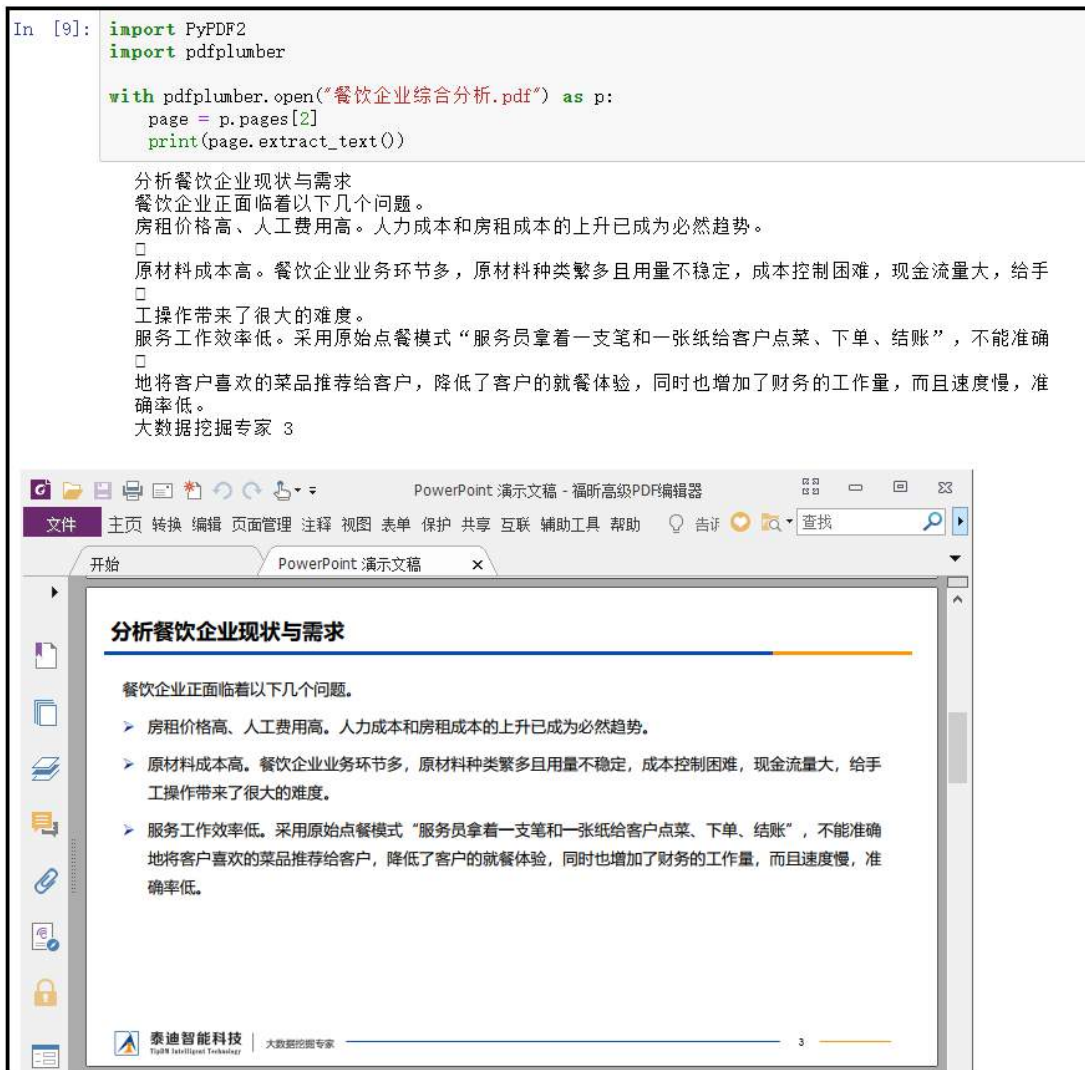 In [9]: import PyPDF2
import pdfplumber
with pdfplumber.open("餐饮企业综合分析.pdf") as p:
    page = p.pages[2]
    print(page.extract_text())
分析餐饮企业现状与需求
餐饮企业正面临着以下几个问题。
房租价格高、人工费用高。人力成本和房租成本的上升已成为必然趋势。
□
原材料成本高。餐饮企业业务环节多，原材料种类繁多且用量不稳定，成本控制困难，现金流量大，给手
□
工操作带来了很大的难度。
服务工作效率低。采用原始点餐模式“服务员拿着一支笔和一张纸给客户点菜、下单、结账”，不能准确
□
地将客户喜欢的菜品推荐给客户，降低了客户的就餐体验，同时也增加了财务的工作量，而且速度慢，准
确率低。
大数据挖掘专家 3
PowerPoint 演示文稿 - 福昕高级PDF编辑器
文件 主页 转换 编辑 页面管理 注释 视图 表单 保护 共享 互联 辅助工具 帮助 告诉 查找
开始 PowerPoint 演示文稿 x
分析餐饮企业现状与需求
餐饮企业正面临着以下几个问题。
➢ 房租价格高、人工费用高。人力成本和房租成本的上升已成为必然趋势。
➢ 原材料成本高。餐饮企业业务环节多，原材料种类繁多且用量不稳定，成本控制困难，现金流量大，给手
工操作带来了很大的难度。
➢ 服务工作效率低。采用原始点餐模式“服务员拿着一支笔和一张纸给客户点菜、下单、结账”，不能准确
地将客户喜欢的菜品推荐给客户，降低了客户的就餐体验，同时也增加了财务的工作量，而且速度慢，准
确率低。
泰迪智能科技 大数据挖掘专家 3
TipDM Intelligent Technology